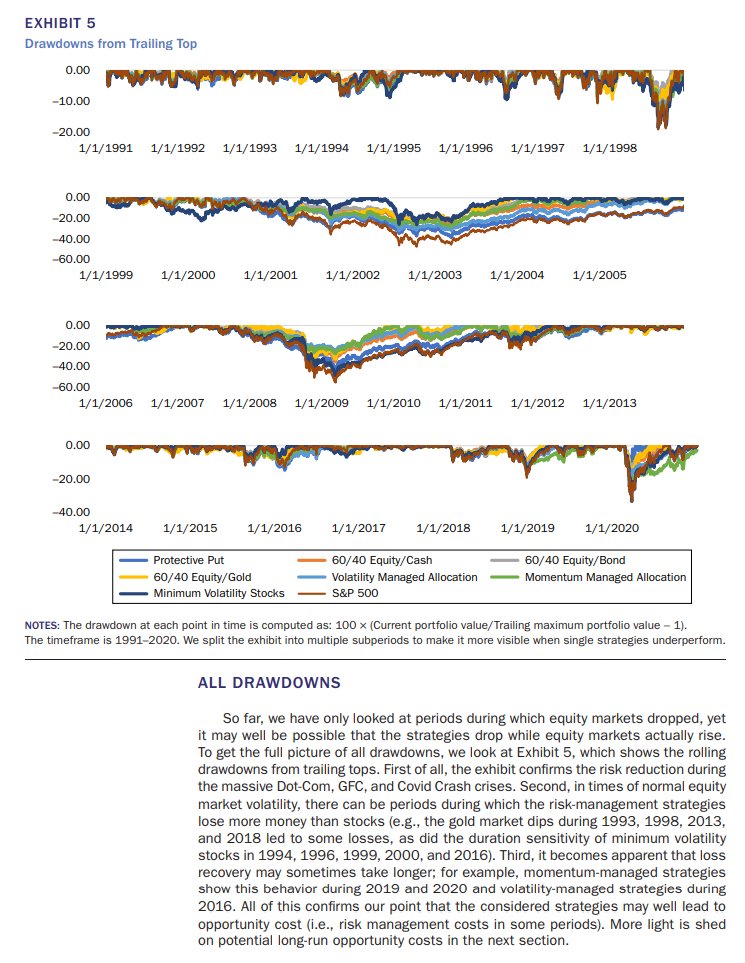 EXHIBIT 5
Drawdowns from Trailing Top
0.00
–10.00
–20.00
1/1/1991 1/1/1992 1/1/1993 1/1/1994 1/1/1995 1/1/1996 1/1/1997 1/1/1998
0.00
–20.00
–40.00
–60.00
1/1/1999 1/1/2000 1/1/2001 1/1/2002 1/1/2003 1/1/2004 1/1/2005
0.00
–20.00
–40.00
–60.00
1/1/2006 1/1/2007 1/1/2008 1/1/2009 1/1/2010 1/1/2011 1/1/2012 1/1/2013
0.00
–20.00
–40.00
1/1/2014 1/1/2015 1/1/2016 1/1/2017 1/1/2018 1/1/2019 1/1/2020
Protective Put 60/40 Equity/Cash 60/40 Equity/Bond
60/40 Equity/Gold Volatility Managed Allocation Momentum Managed Allocation
Minimum Volatility Stocks S&P 500
NOTES: The drawdown at each point in time is computed as: 100 × (Current portfolio value/Trailing maximum portfolio value – 1).
The timeframe is 1991–2020. We split the exhibit into multiple subperiods to make it more visible when single strategies underperform.
ALL DRAWDOWNS
So far, we have only looked at periods during which equity markets dropped, yet
it may well be possible that the strategies drop while equity markets actually rise.
To get the full picture of all drawdowns, we look at Exhibit 5, which shows the rolling
drawdowns from trailing tops. First of all, the exhibit confirms the risk reduction during
the massive Dot-Com, GFC, and Covid Crash crises. Second, in times of normal equity
market volatility, there can be periods during which the risk-management strategies
lose more money than stocks (e.g., the gold market dips during 1993, 1998, 2013,
and 2018 led to some losses, as did the duration sensitivity of minimum volatility
stocks in 1994, 1996, 1999, 2000, and 2016). Third, it becomes apparent that loss
recovery may sometimes take longer; for example, momentum-managed strategies
show this behavior during 2019 and 2020 and volatility-managed strategies during
2016. All of this confirms our point that the considered strategies may well lead to
opportunity cost (i.e., risk management costs in some periods). More light is shed
on potential long-run opportunity costs in the next section.